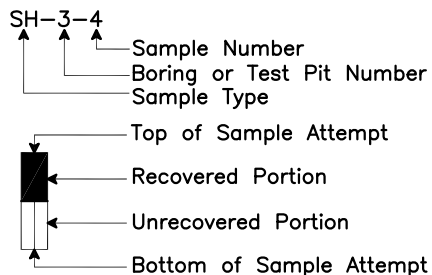 SH-3-4
Sample Number
Boring or Test Pit Number
Sample Type
Top of Sample Attempt
Recovered Portion
Unrecovered Portion
Bottom of Sample Attempt